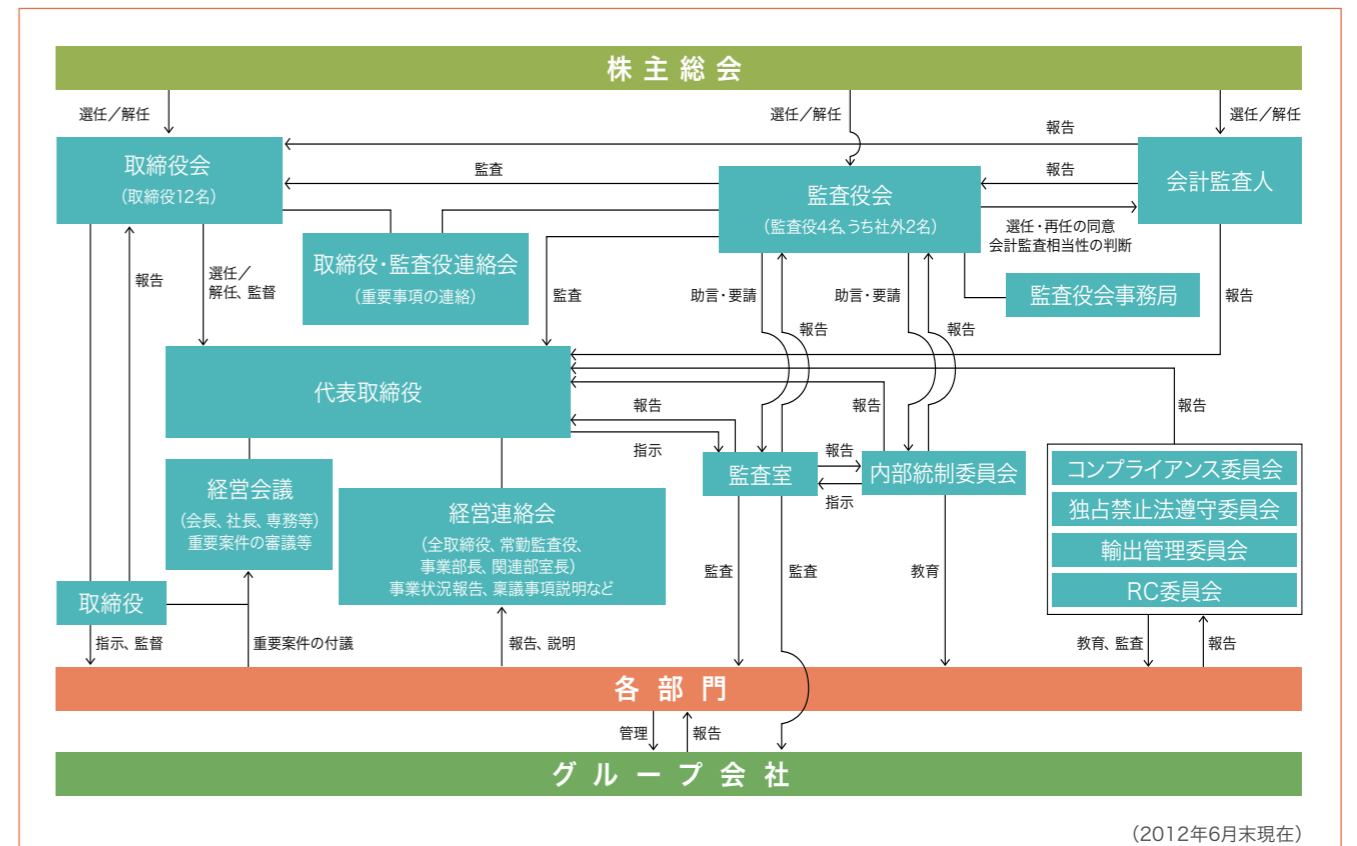 株主総会
選任／解任
選任／解任
選任／解任
報告
取締役会
（取締役12名）
監査
監査役会
（監査役4名、うち社外2名）
報告
会計監査人
選任・再任の同意
会計監査相当性の判断
報告
選任／
解任、監督
取締役・監査役連絡会
（重要事項の連絡）
監査
助言・要請
報告
助言・要請
報告
監査役会事務局
報告
代表取締役
報告
指示
報告
報告
経営会議
（会長、社長、専務等）
重要案件の審議等
経営連絡会
（全取締役、常勤監査役、
事業部長、関連部室長）
事業状況報告、稟議事項説明など
監査室
報告
指示
内部統制委員会
コンプライアンス委員会
独占禁止法遵守委員会
輸出管理委員会
RC委員会
取締役
監査
監査
教育
指示、監督
重要案件の付議
報告、説明
教育、監査
報告
各部門
管理
報告
グループ会社
（2012年6月末現在）